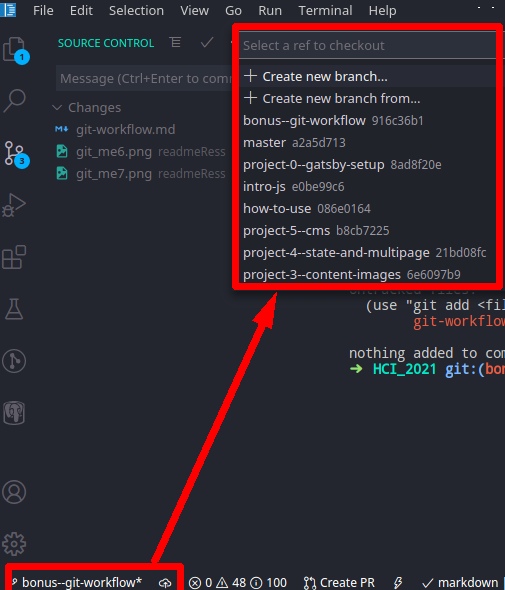 File Edit Selection View Go Run Terminal Help
SOURCE CONTROL
Select a ref to checkout
Message (Ctrl+Enter to com
Create new branch...
Create new branch from...
Changes
bonus--git-workflow 916c36b1
git-workflow.md
master a2a5d713
git_me6.png readmeRess
project-0--gatsby-setup 8ad8f20e
git_me7.png readmeRess
intro-js e0be99c6
how-to-use 086e0164
project-5--cms b8cb7225
project-4--state-and-multipage 21bd08fc
project-3--content-images 6e6097b9
1
3
(use "git add <fil
git-workflow
nothing added to com
➜ HCI_2021 git:(bon
bonus--git-workflow* 0 48 100 Create PR markdown